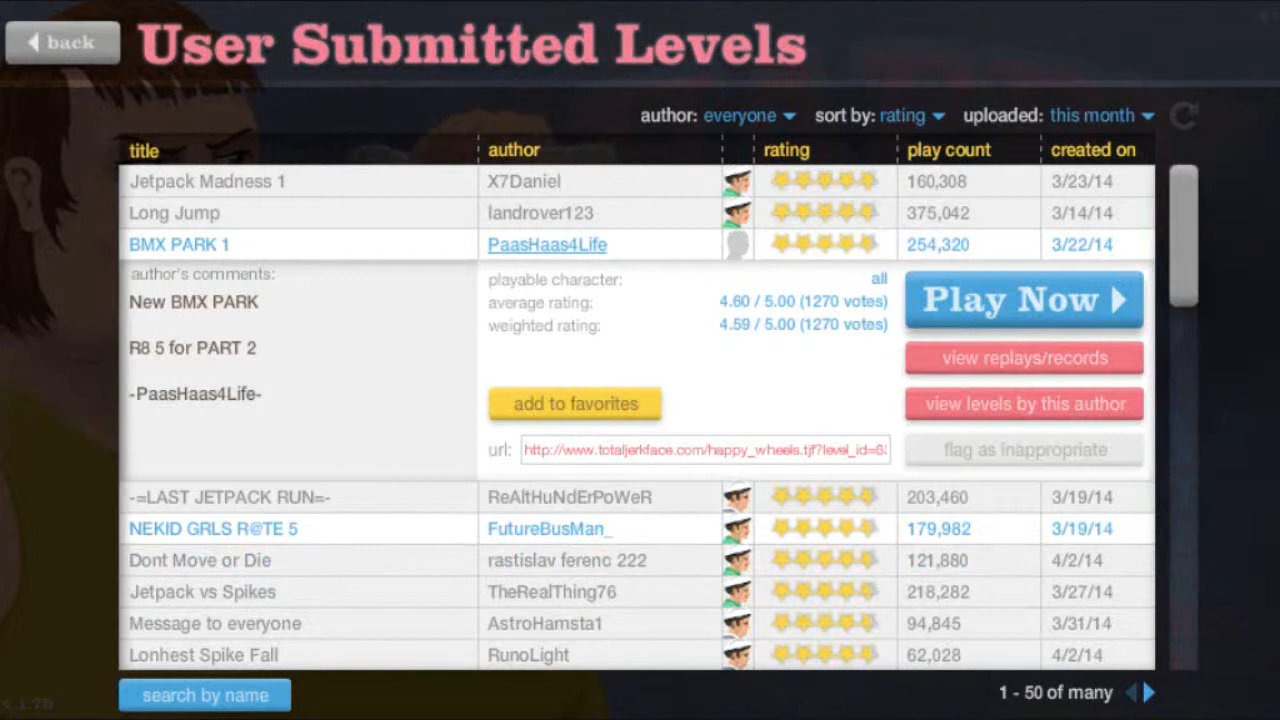 back
User Submitted Levels
author: everyone sort by: rating uploaded: this month
title author rating play count created on
Jetpack Madness 1 X7Daniel 160,308 3/23/14
Long Jump landrover123 375,042 3/14/14
BMX PARK 1 PaasHaas4Life 254,320 3/22/14
author's comments:
New BMX PARK
R8 5 for PART 2
-PaasHaas4Life-
playable character: all
average rating: 4.60 / 5.00 (1270 votes)
weighted rating: 4.59 / 5.00 (1270 votes)
add to favorites
url: http://www.totaljerkface.com/happy_wheels.tjf?level_id=6
Play Now
view replays/records
view levels by this author
flag as inappropriate
-=LAST JETPACK RUN=- ReAltHuNdErPoWeR 203,460 3/19/14
NEKID GRLS R@TE 5 FutureBusMan_ 179,982 3/19/14
Dont Move or Die rastislav ferenc 222 121,880 4/2/14
Jetpack vs Spikes TheRealThing76 218,282 3/27/14
Message to everyone AstroHamsta1 94,845 3/31/14
Lonhest Spike Fall RunoLight 62,028 4/2/14
search by name
1 - 50 of many